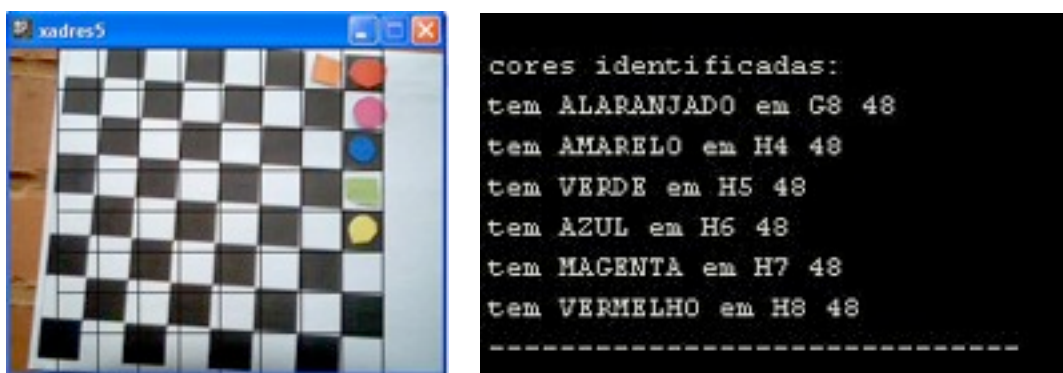 xadres5
cores identificadas:
tem ALARANJADO em G8 48
tem AMARELO em H4 48
tem VERDE em H5 48
tem AZUL em H6 48
tem MAGENTA em H7 48
tem VERMELHO em H8 48
-------------------------------